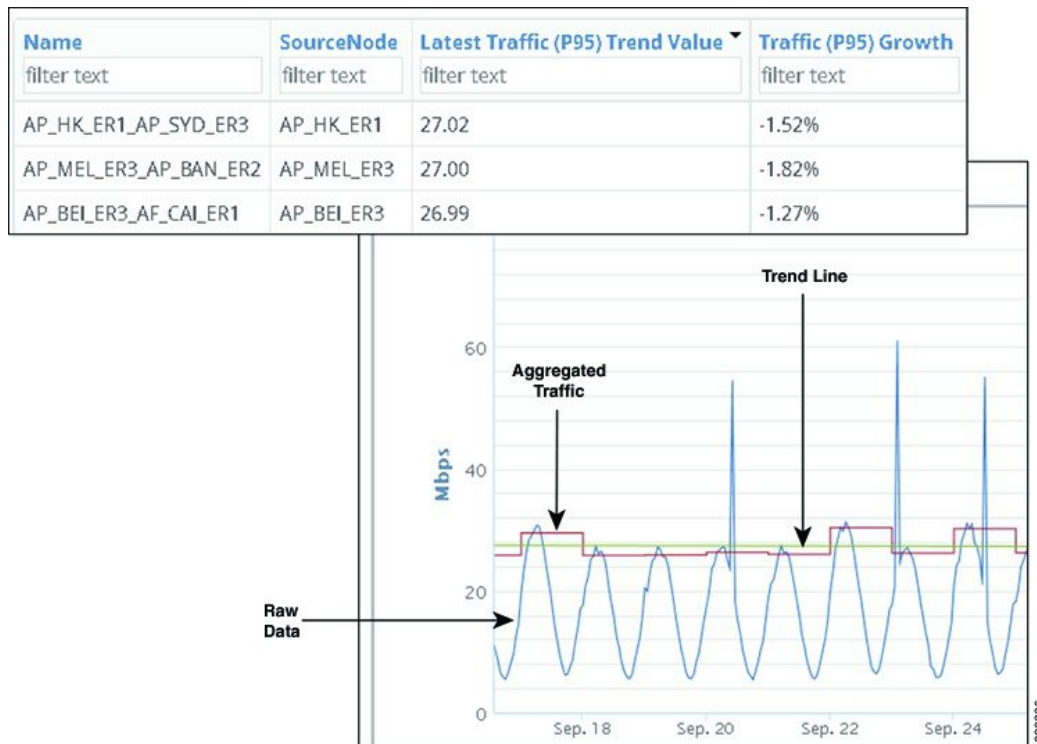 Name SourceNode Latest Traffic (P95) Trend Value Traffic (P95) Growth
filter text filter text filter text filter text
AP_HK_ER1_AP_SYD_ER3 AP_HK_ER1 27.02 -1.52%
AP_MEL_ER3_AP_BAN_ER2 AP_MEL_ER3 27.00 -1.82%
AP_BEI_ER3_AF_CAI_ER1 AP_BEI_ER3 26.99 -1.27%
Trend Line
60
Aggregated
Traffic
Mbps
40
20
Raw
Data
0
Sep. 18 Sep. 20 Sep. 22 Sep. 24